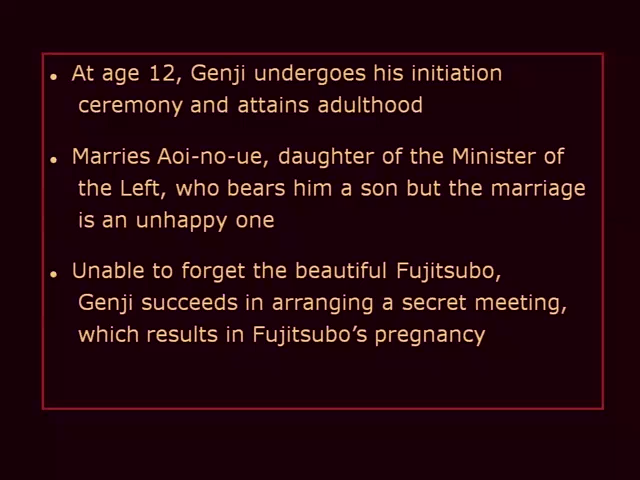 • At age 12, Genji undergoes his initiation
ceremony and attains adulthood
• Marries Aoi-no-ue, daughter of the Minister of
the Left, who bears him a son but the marriage
is an unhappy one
• Unable to forget the beautiful Fujitsubo,
Genji succeeds in arranging a secret meeting,
which results in Fujitsubo’s pregnancy